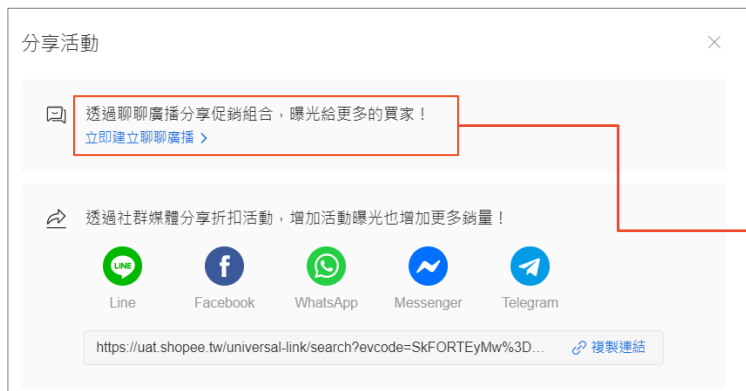 分享活動
透過聊聊廣播分享促銷組合，曝光給更多的買家！
立即建立聊聊廣播 >
透過社群媒體分享折扣活動，增加活動曝光也增加更多銷量！
LINE
Line Facebook WhatsApp Messenger Telegram
https://uat.shopee.tw/universal-link/search?evcode=SkFORTEyMw%3D... 複製連結